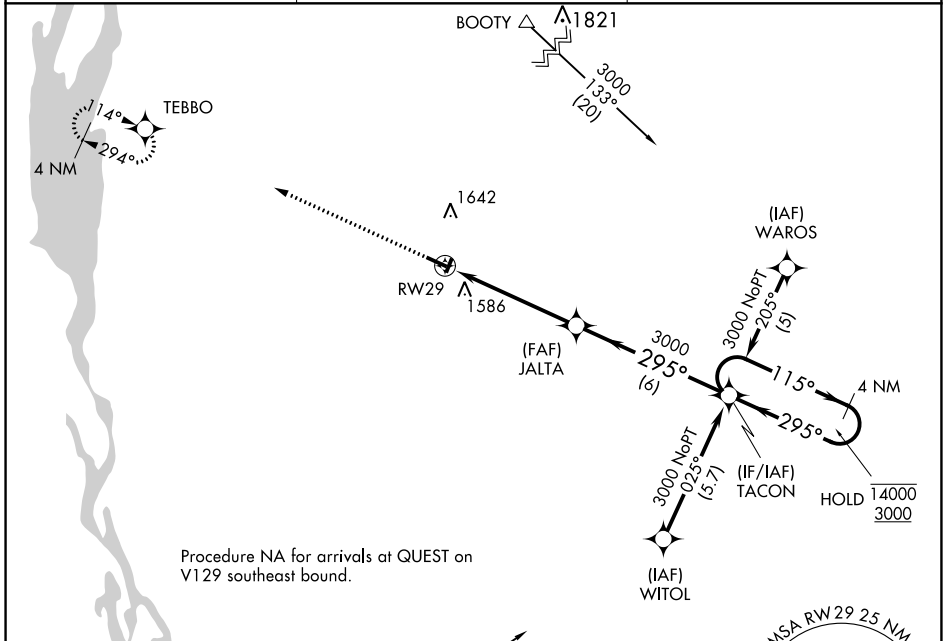 BOOTY
1821
3000
133°
(20)
114°
TEBBO
294°
4 NM
1642
(IAF)
WAROS
RW29
1586
3000 NoPT
205°
(5)
(FAF)
JALTA
3000
295°
(6)
115°
4 NM
295°
3000 NoPT
025°
(5.7)
(IF/IAF)
TACON
HOLD
14000
3000
Procedure NA for arrivals at QUEST on
V129 southeast bound.
(IAF)
WITOL
MSA RW29 25 NM